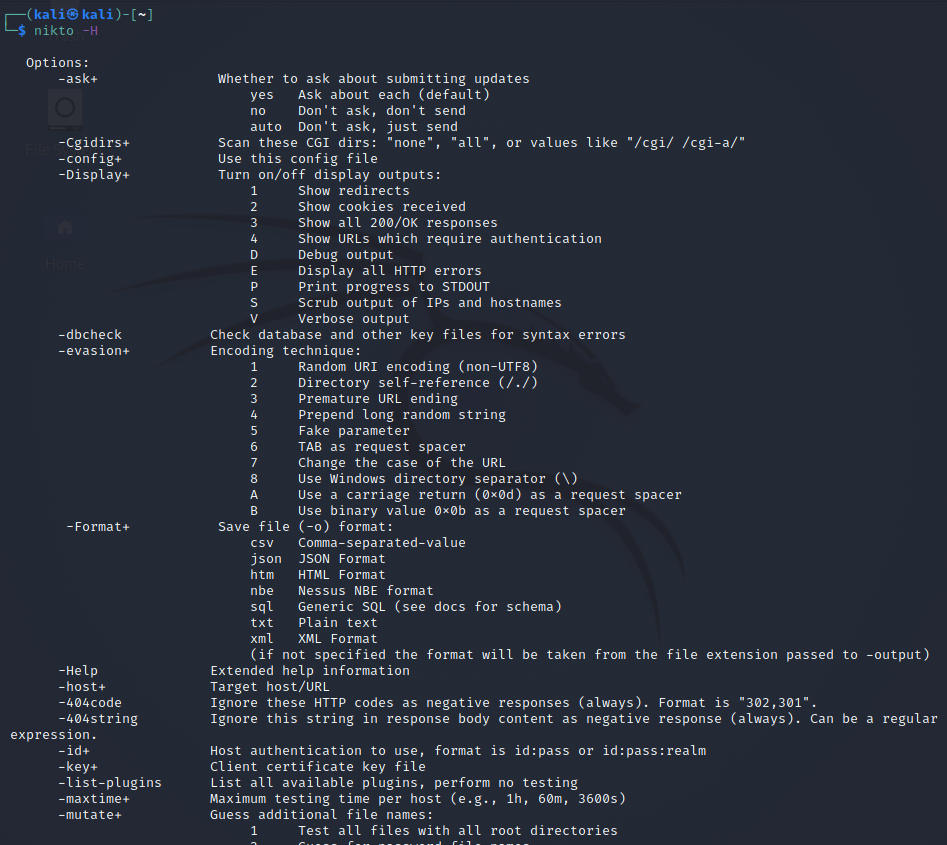 ┌──(kali㉿kali)-[~]
└─$ nikto -H
Options:
-ask+ Whether to ask about submitting updates
yes Ask about each (default)
no Don't ask, don't send
auto Don't ask, just send
-Cgidirs+ Scan these CGI dirs: "none", "all", or values like "/cgi/ /cgi-a/"
-config+ Use this config file
-Display+ Turn on/off display outputs:
1 Show redirects
2 Show cookies received
3 Show all 200/OK responses
4 Show URLs which require authentication
D Debug output
E Display all HTTP errors
P Print progress to STDOUT
S Scrub output of IPs and hostnames
V Verbose output
-dbcheck Check database and other key files for syntax errors
-evasion+ Encoding technique:
1 Random URI encoding (non-UTF8)
2 Directory self-reference (/./)
3 Premature URL ending
4 Prepend long random string
5 Fake parameter
6 TAB as request spacer
7 Change the case of the URL
8 Use Windows directory separator (\)
A Use a carriage return (0×0d) as a request spacer
B Use binary value 0×0b as a request spacer
-Format+ Save file (-o) format:
csv Comma-separated-value
json JSON Format
htm HTML Format
nbe Nessus NBE format
sql Generic SQL (see docs for schema)
txt Plain text
xml XML Format
(if not specified the format will be taken from the file extension passed to -output)
-Help Extended help information
-host+ Target host/URL
-404code Ignore these HTTP codes as negative responses (always). Format is "302,301".
-404string Ignore this string in response body content as negative response (always). Can be a regular
expression.
-id+ Host authentication to use, format is id:pass or id:pass:realm
-key+ Client certificate key file
-list-plugins List all available plugins, perform no testing
-maxtime+ Maximum testing time per host (e.g., 1h, 60m, 3600s)
-mutate+ Guess additional file names:
1 Test all files with all root directories
Home